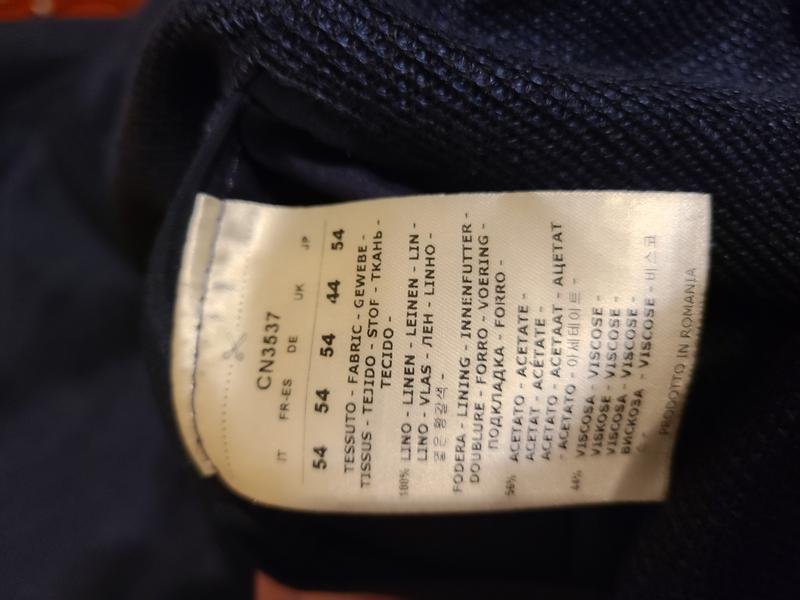 CN3537
IT FR-ES DE UK JP
54 54 54 44 54
TESSUTO - FABRIC - GEWEBE -
TISSUS - TEJIDO - STOF - ТКАНЬ -
TECIDO -
100% LINO - LINEN - LEINEN - LIN -
LINO - VLAS - ЛЕН - LINHO -
FODERA - LINING - INNENFUTTER -
DOUBLURE - FORRO - VOERING -
ПОДКЛАДКА - FORRO -
56% ACETATO - ACETATE -
ACETAT - ACÉTATE -
ACETATO - ACETAAT - АЦЕТАТ
- ACETATO - 아세테이트 -
44% VISCOSA - VISCOSE -
VISKOSE - VISCOSE -
VISCOSA - VISCOSE -
ВИСКОЗА - VISCOSE - 비스코
PRODOTTO IN ROMANIA